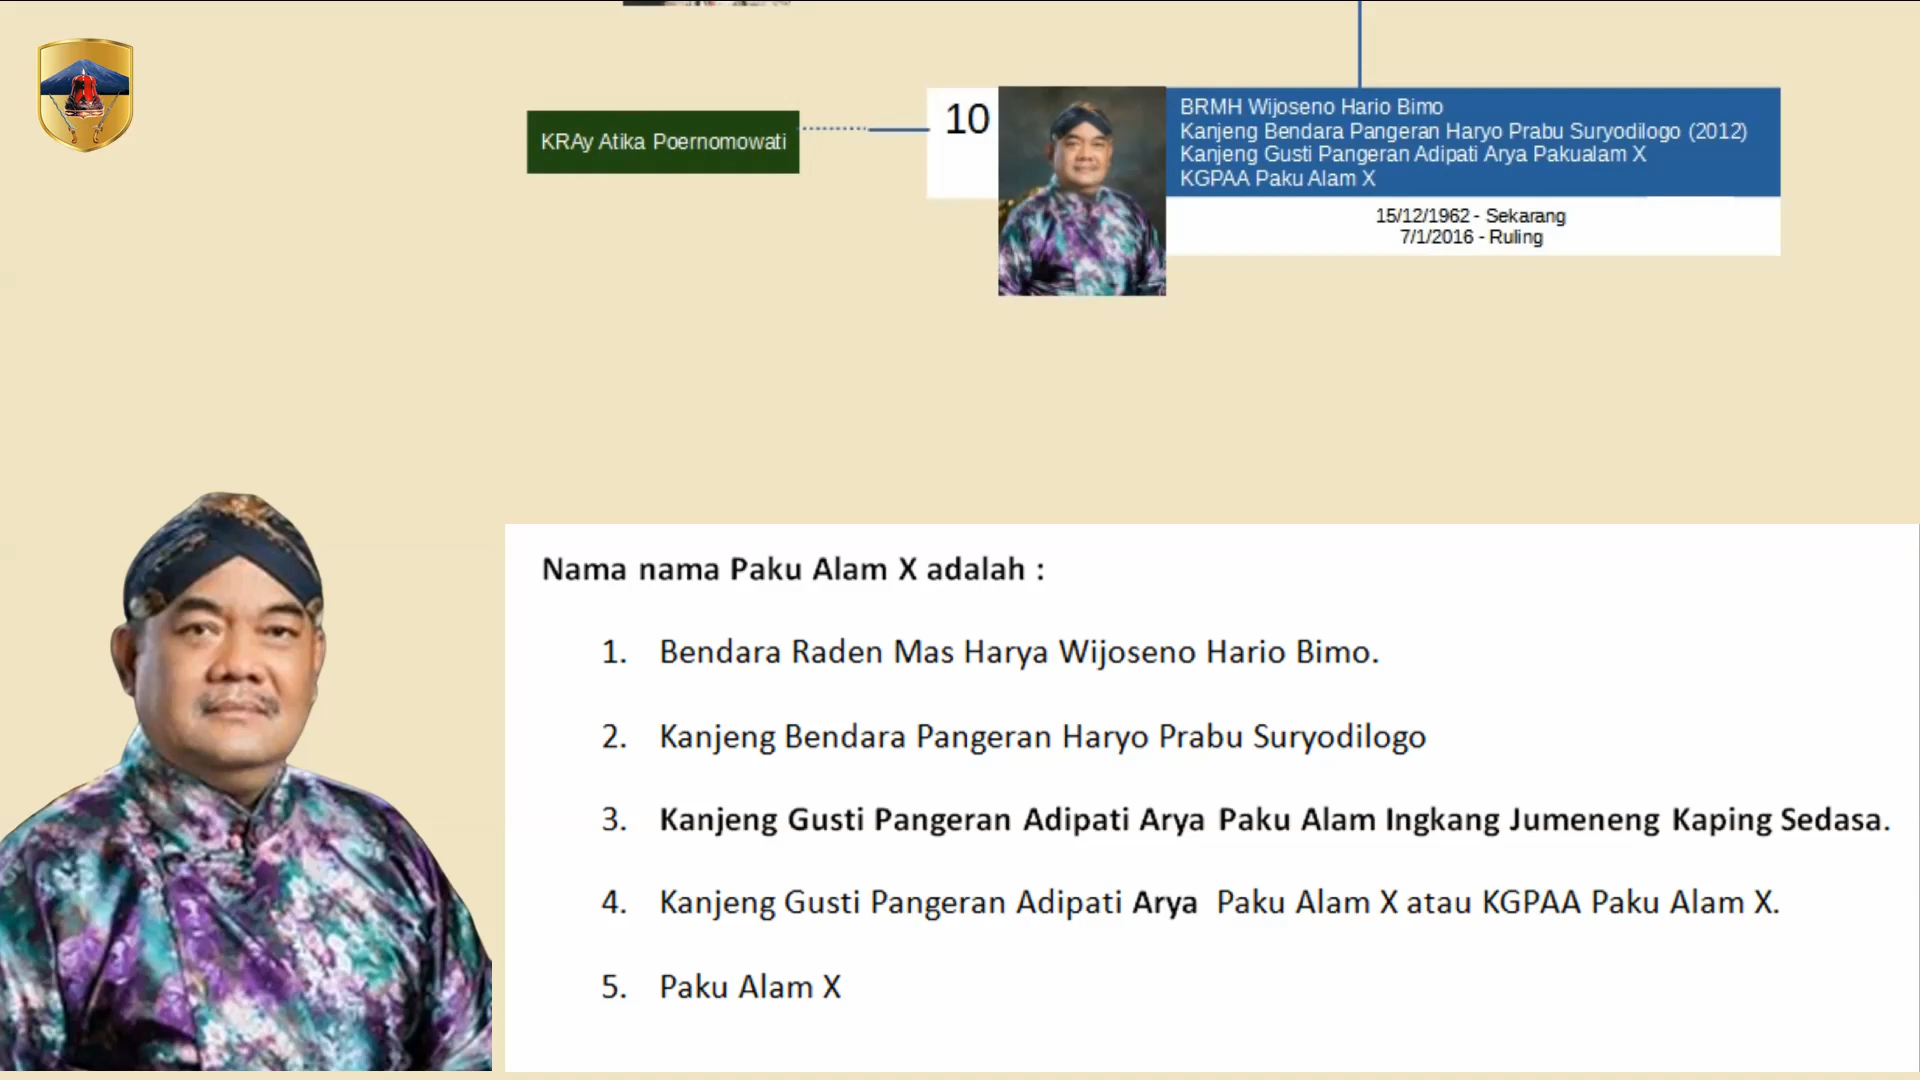 KRAy Atika Poernomowati
10
BRMH Wijoseno Hario Bimo
Kanjeng Bendara Pangeran Haryo Prabu Suryodilogo (2012)
Kanjeng Gusti Pangeran Adipati Arya Pakualam X
KGPAA Paku Alam X
15/12/1962 - Sekarang
7/1/2016 - Ruling
Nama nama Paku Alam X adalah :
1. Bendara Raden Mas Harya Wijoseno Hario Bimo.
2. Kanjeng Bendara Pangeran Haryo Prabu Suryodilogo
3. Kanjeng Gusti Pangeran Adipati Arya Paku Alam Ingkang Jumeneng Kaping Sedasa.
4. Kanjeng Gusti Pangeran Adipati Arya Paku Alam X atau KGPAA Paku Alam X.
5. Paku Alam X